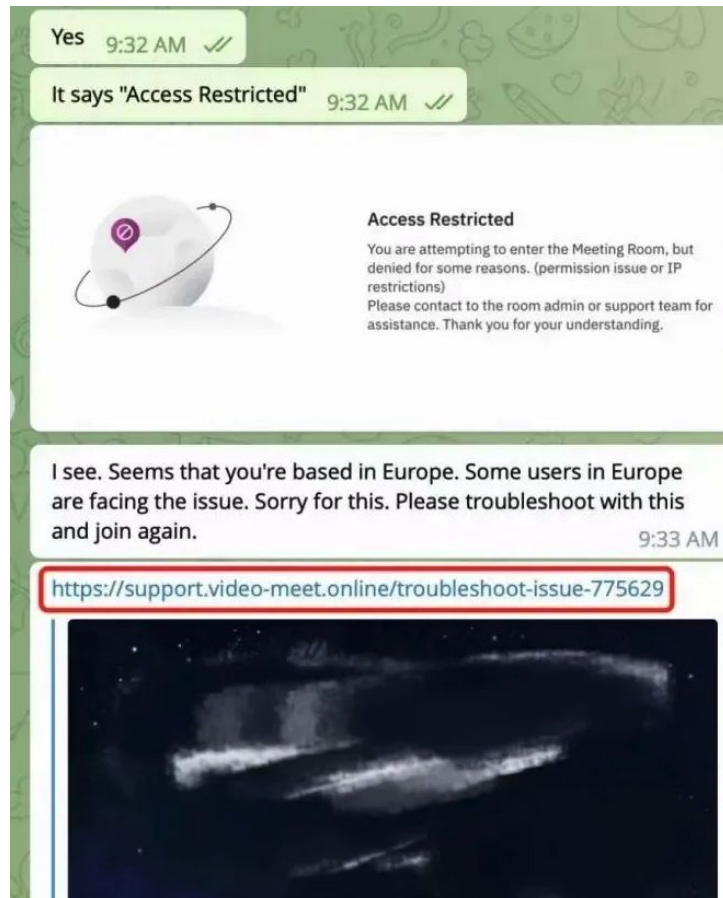 Yes 9:32 AM
It says "Access Restricted" 9:32 AM
Access Restricted
You are attempting to enter the Meeting Room, but
denied for some reasons. (permission issue or IP
restrictions)
Please contact to the room admin or support team for
assistance. Thank you for your understanding.
I see. Seems that you're based in Europe. Some users in Europe
are facing the issue. Sorry for this. Please troubleshoot with this
and join again.
9:33 AM
https://support.video-meet.online/troubleshoot-issue-775629